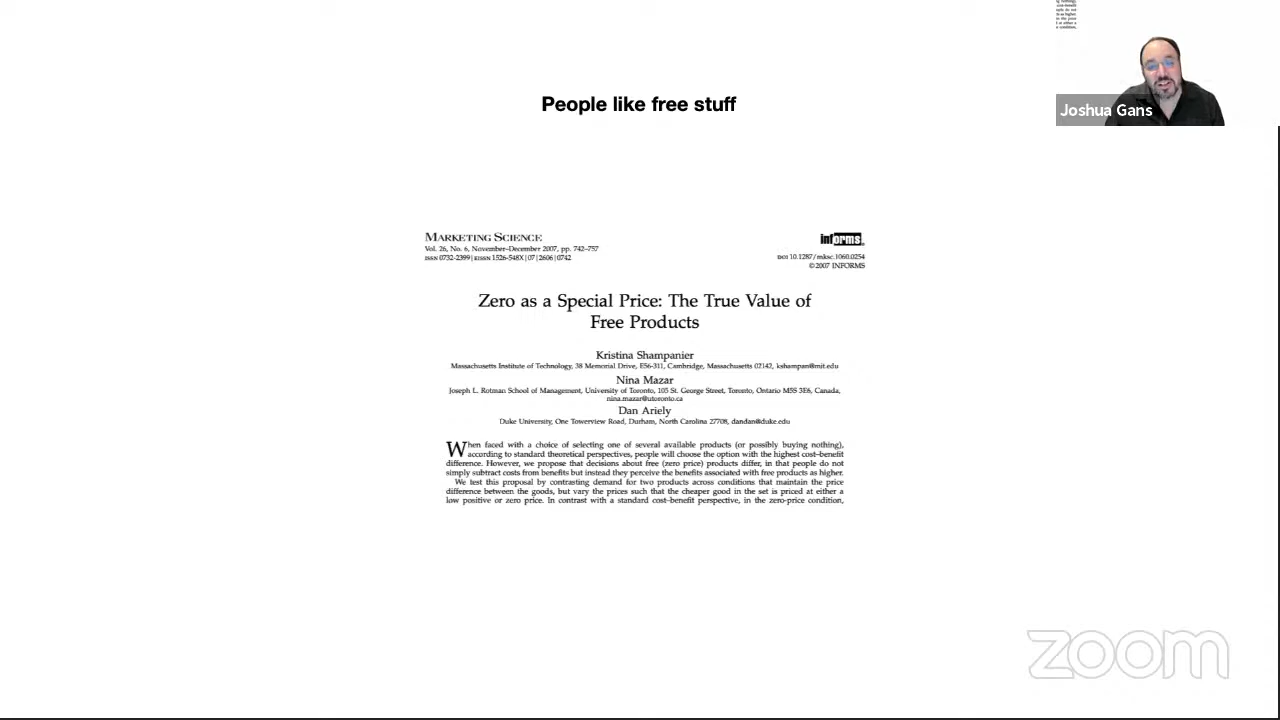 People like free stuff
Joshua Gans
MARKETING SCIENCE
Vol. 26, No. 6, November–December 2007, pp. 742–757
ISSN 0732-2399 | EISSN 1526-548X | 07 | 2606 | 0742
informs®
DOI 10.1287/mksc.1060.0254
©2007 INFORMS
Zero as a Special Price: The True Value of
Free Products
Kristina Shampanier
Massachusetts Institute of Technology, 38 Memorial Drive, E56-311, Cambridge, Massachusetts 02142, kshampan@mit.edu
Nina Mazar
Joseph L. Rotman School of Management, University of Toronto, 105 St. George Street, Toronto, Ontario M5S 3E6, Canada,
nina.mazar@utoronto.ca
Dan Ariely
Duke University, One Towerview Road, Durham, North Carolina 27708, dandan@duke.edu
When faced with a choice of selecting one of several available products (or possibly buying nothing),
according to standard theoretical perspectives, people will choose the option with the highest cost–benefit
difference. However, we propose that decisions about free (zero price) products differ, in that people do not
simply subtract costs from benefits but instead they perceive the benefits associated with free products as higher.
We test this proposal by contrasting demand for two products across conditions that maintain the price
difference between the goods, but vary the prices such that the cheaper good in the set is priced at either a
low positive or zero price. In contrast with a standard cost–benefit perspective, in the zero-price condition,
zoom